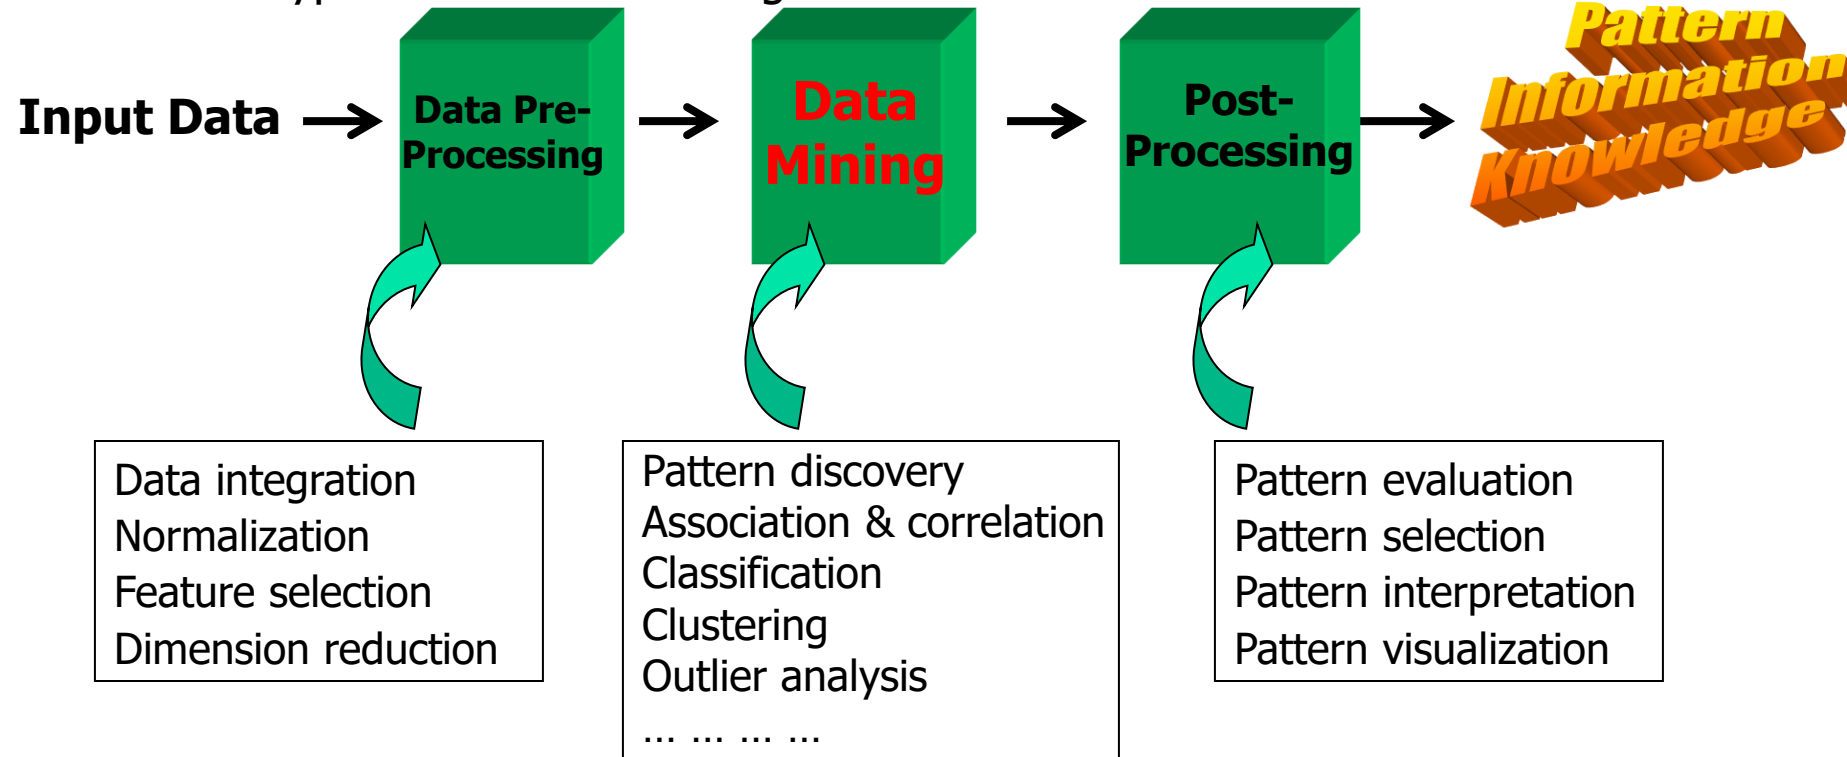 Input Data
Data Pre-
Processing
Data
Mining
Post-
Processing
Pattern
Information
Knowledge
Data integration
Normalization
Feature selection
Dimension reduction
Pattern discovery
Association & correlation
Classification
Clustering
Outlier analysis
… … … …
Pattern evaluation
Pattern selection
Pattern interpretation
Pattern visualization